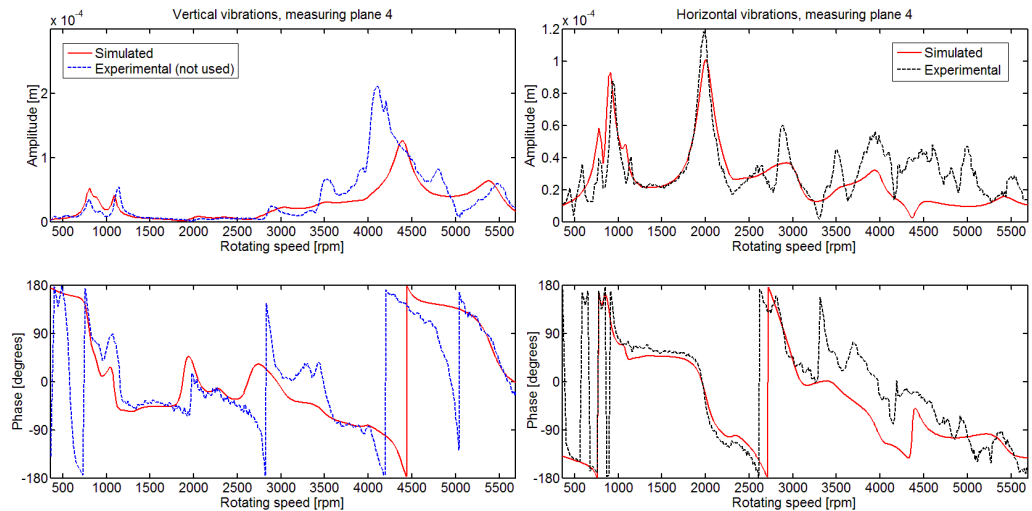 Vertical vibrations, measuring plane 4
x 10^-4
Amplitude [m]
2
1
0
Simulated
Experimental (not used)
500 1000 1500 2000 2500 3000 3500 4000 4500 5000 5500
Rotating speed [rpm]
Horizontal vibrations, measuring plane 4
x 10^-4
Amplitude [m]
1.2
1
0.8
0.6
0.4
0.2
0
Simulated
Experimental
500 1000 1500 2000 2500 3000 3500 4000 4500 5000 5500
Rotating speed [rpm]
Phase [degrees]
180
90
0
-90
-180
500 1000 1500 2000 2500 3000 3500 4000 4500 5000 5500
Rotating speed [rpm]
Phase [degrees]
180
90
0
-90
-180
500 1000 1500 2000 2500 3000 3500 4000 4500 5000 5500
Rotating speed [rpm]